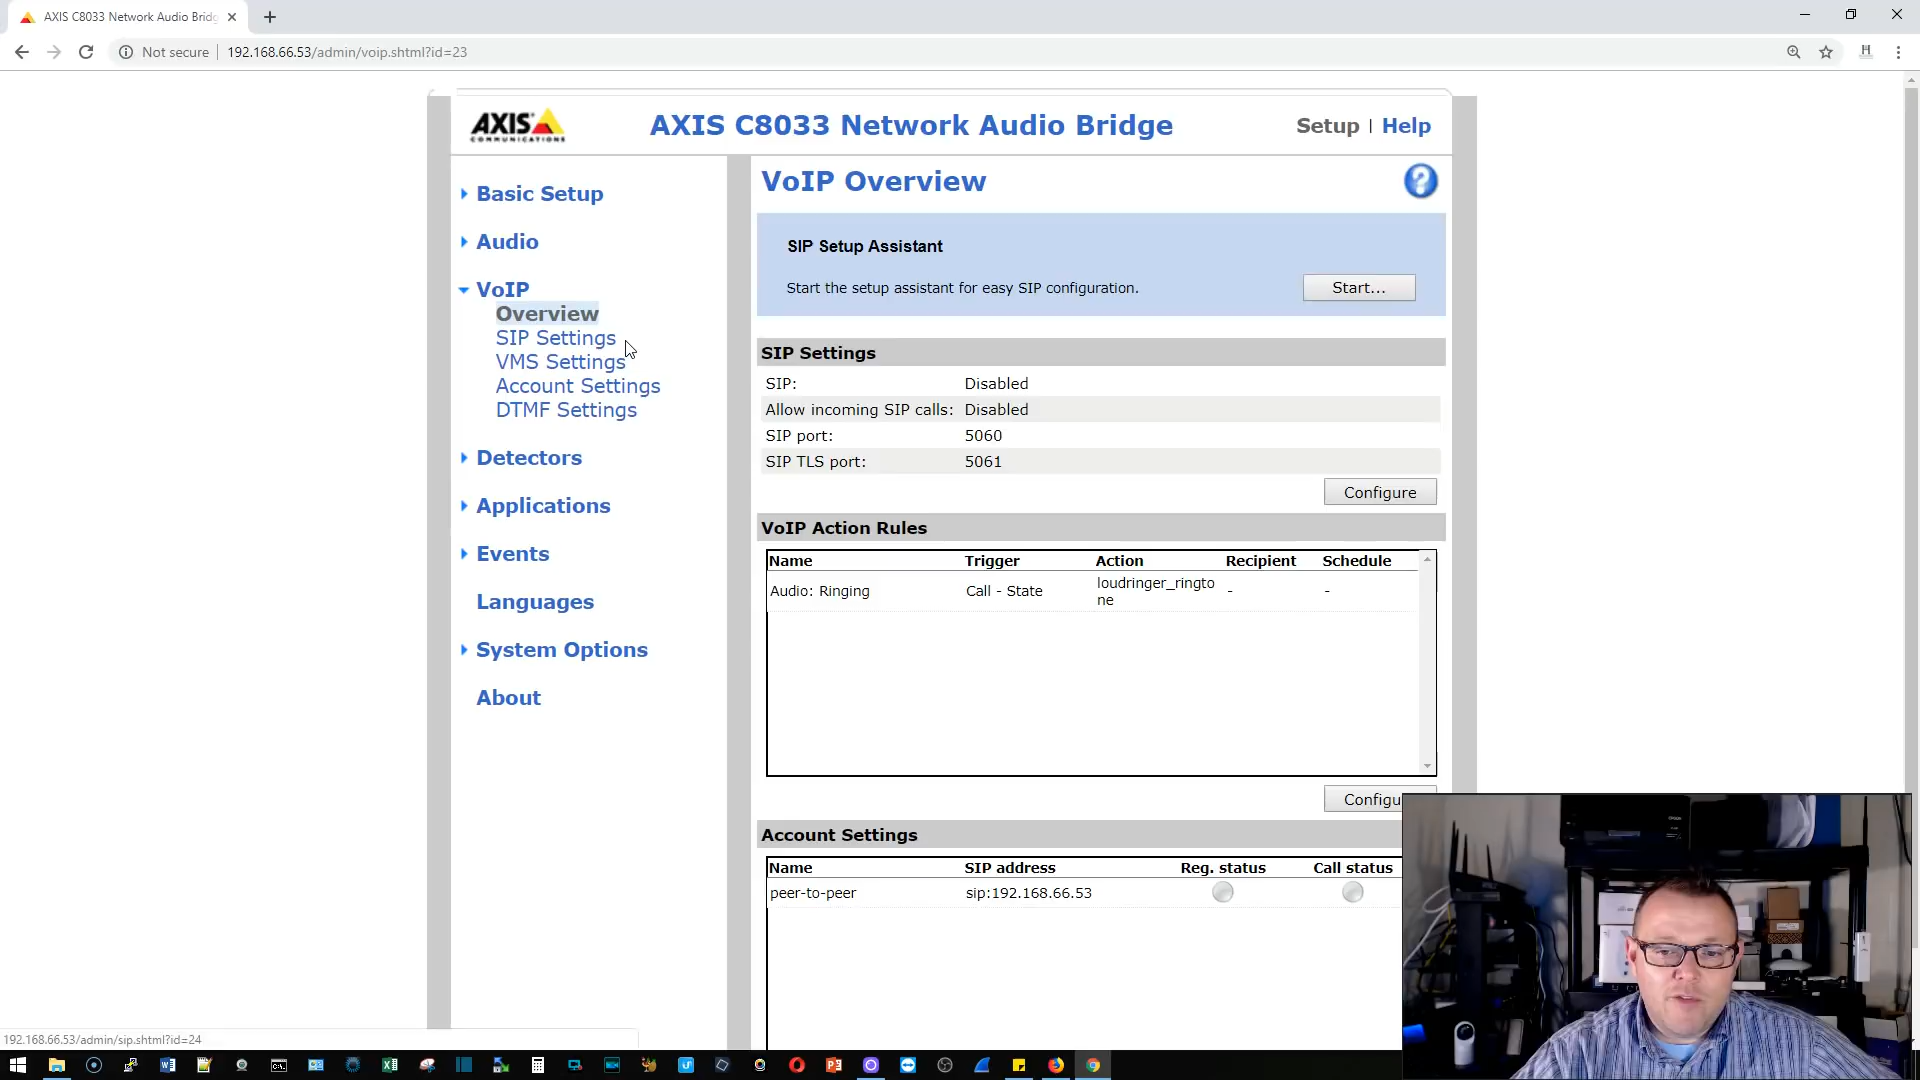 AXIS C8033 Network Audio Bridg
Not secure
192.168.66.53/admin/voip.shtml?id=23
AXIS
COMMUNICATIONS
AXIS C8033 Network Audio Bridge
Setup | Help
Basic Setup
Audio
VoIP
Overview
SIP Settings
VMS Settings
Account Settings
DTMF Settings
Detectors
Applications
Events
Languages
System Options
About
VoIP Overview
?
SIP Setup Assistant
Start the setup assistant for easy SIP configuration.
Start...
SIP Settings
SIP: Disabled
Allow incoming SIP calls: Disabled
SIP port: 5060
SIP TLS port: 5061
Configure
VoIP Action Rules
Name Trigger Action Recipient Schedule
Audio: Ringing Call - State loudringer_ringto - -
ne
Configu
Account Settings
Name SIP address Reg. status Call status
peer-to-peer sip:192.168.66.53
192.168.66.53/admin/sip.shtml?id=24